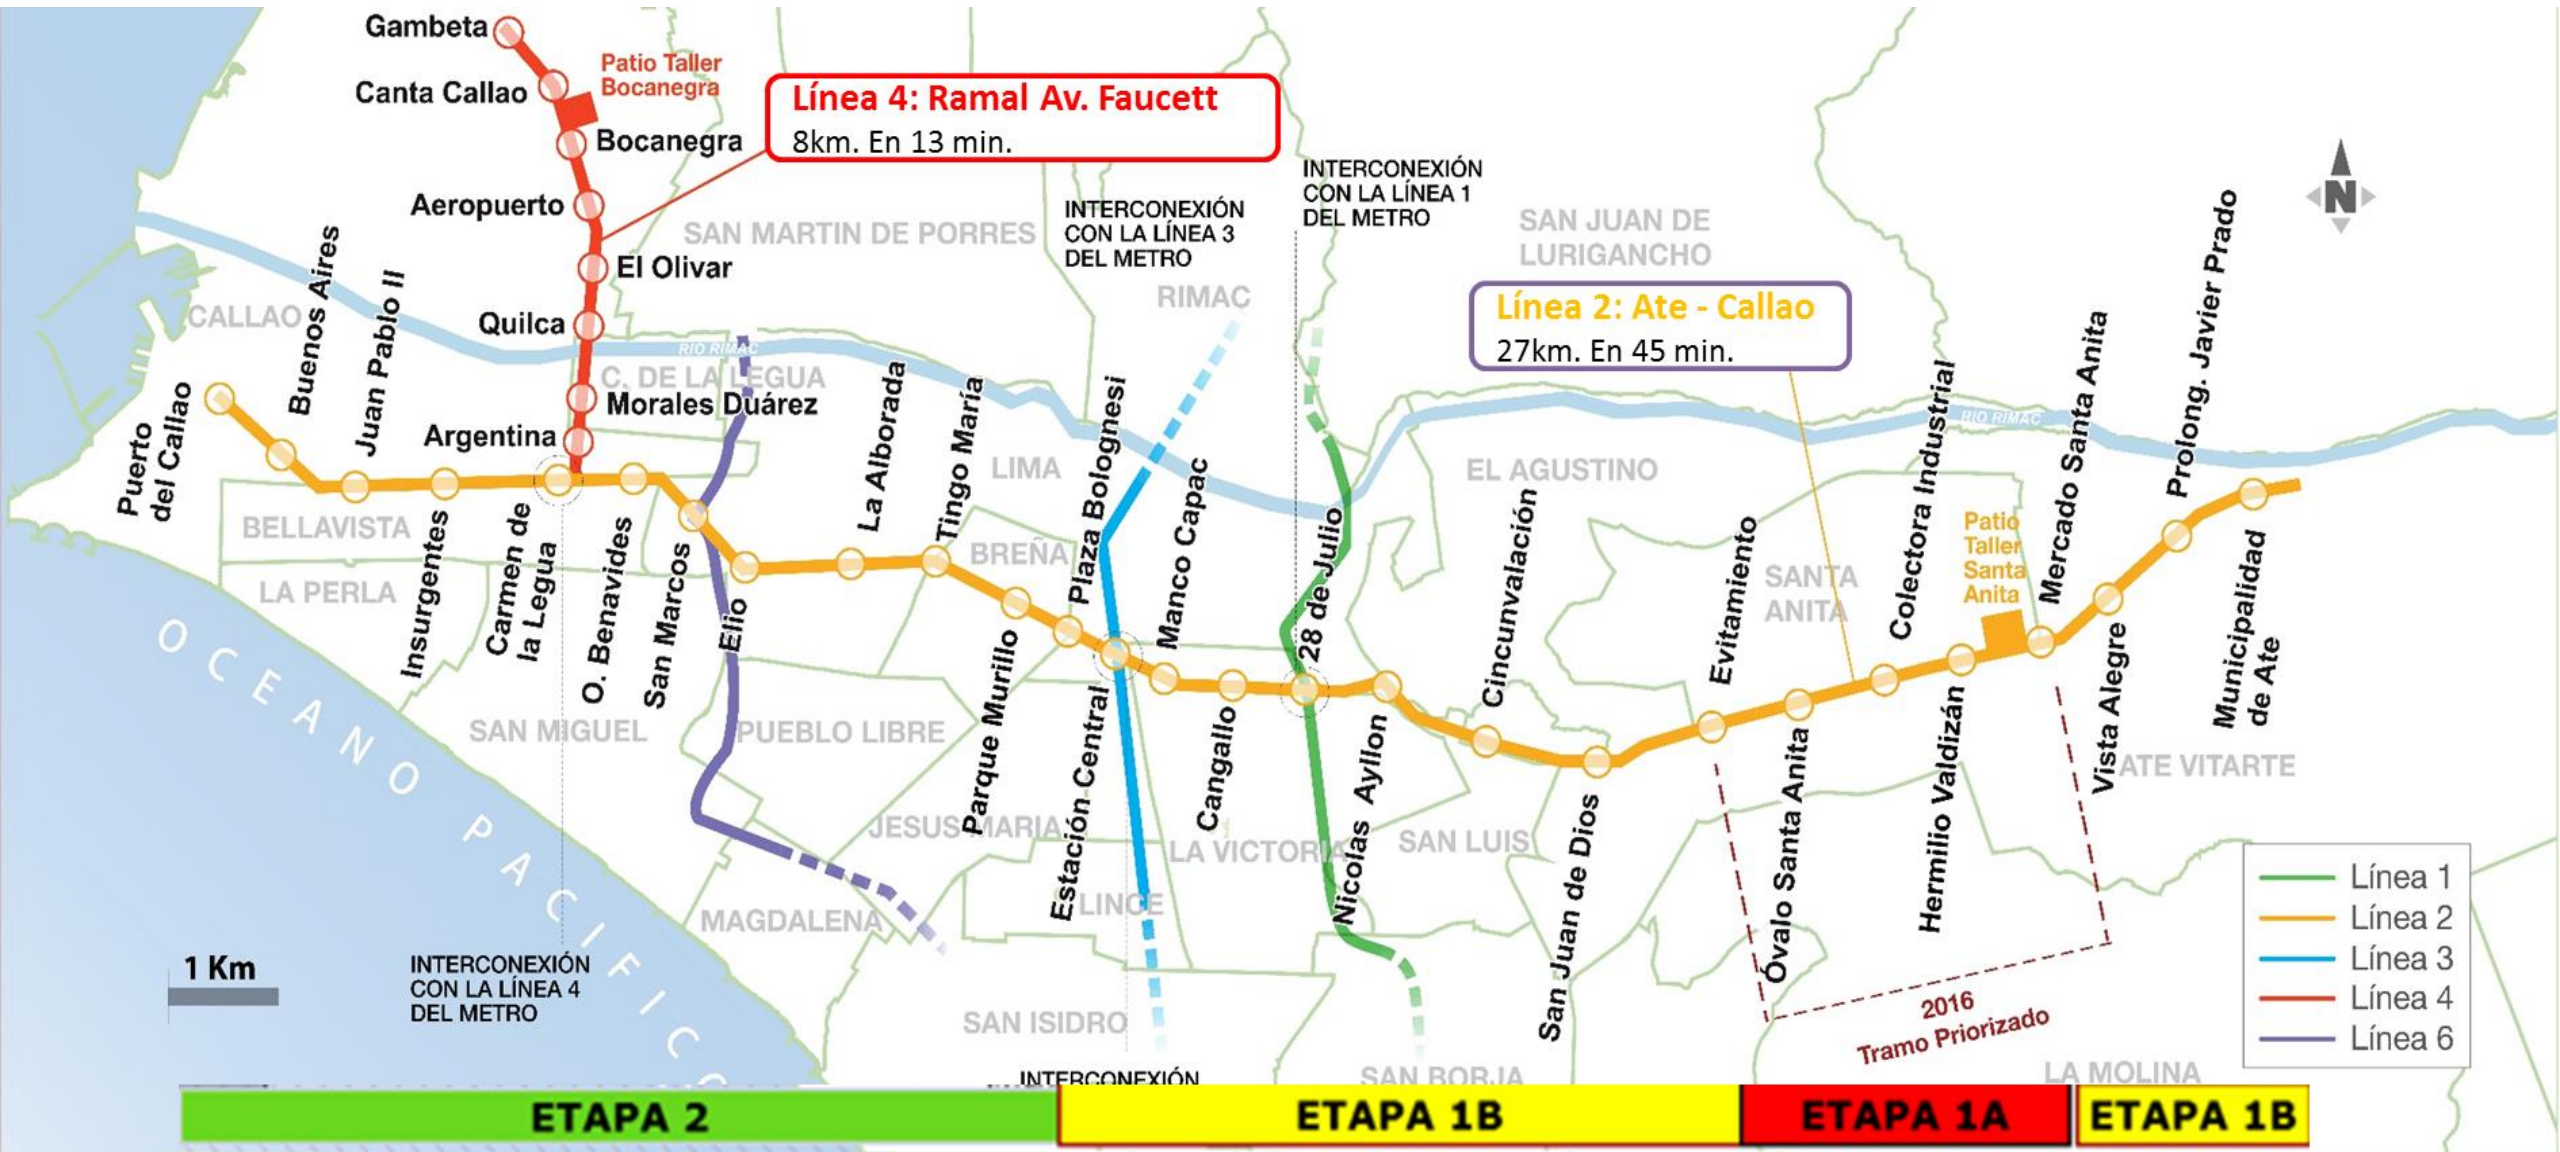 Gambeta
Canta Callao
Patio Taller
Bocanegra
Bocanegra
Aeropuerto
El Olivar
Quilca
Morales Duárez
Argentina
Línea 4: Ramal Av. Faucett
8km. En 13 min.
INTERCONEXIÓN
CON LA LÍNEA 3
DEL METRO
INTERCONEXIÓN
CON LA LÍNEA 1
DEL METRO
SAN MARTIN DE PORRES
RIMAC
SAN JUAN DE
LURIGANCHO
Línea 2: Ate - Callao
27km. En 45 min.
N
CALLAO
RIO RIMAC
C. DE LA LEGUA
RIO RIMAC
Puerto
del Callao
Buenos Aires
Juan Pablo II
Insurgentes
Carmen de
la Legua
O. Benavides
San Marcos
Elio
La Alborada
Tingo María
Parque Murillo
Plaza Bolognesi
Estación Central
Manco Capac
Cangallo
28 de Julio
Nicolas Ayllon
Cincunvalación
San Juan de Dios
Evitamiento
Óvalo Santa Anita
Colectora Industrial
Hermilio Valdizán
Patio
Taller
Santa
Anita
Mercado Santa Anita
Vista Alegre
Prolong. Javier Prado
Municipalidad
de Ate
LIMA
EL AGUSTINO
BELLAVISTA
BREÑA
LA PERLA
SANTA
ANITA
SAN MIGUEL
PUEBLO LIBRE
JESUS MARIA
LA VICTORIA
SAN LUIS
ATE VITARTE
LINCE
MAGDALENA
SAN ISIDRO
SAN BORJA
LA MOLINA
OCEANO PACIFICO
1 Km
INTERCONEXIÓN
CON LA LÍNEA 4
DEL METRO
INTERCONEXIÓN
2016
Tramo Priorizado
Línea 1
Línea 2
Línea 3
Línea 4
Línea 6
ETAPA 2
ETAPA 1B
ETAPA 1A
ETAPA 1B